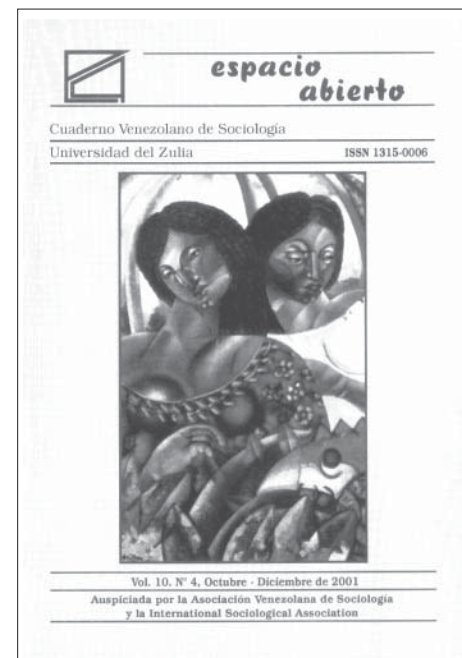 espacio
abierto
Cuaderno Venezolano de Sociología
Universidad del Zulia ISSN 1315-0006
Vol. 10. N° 4, Octubre - Diciembre de 2001
Auspiciada por la Asociación Venezolana de Sociología
y la International Sociological Association